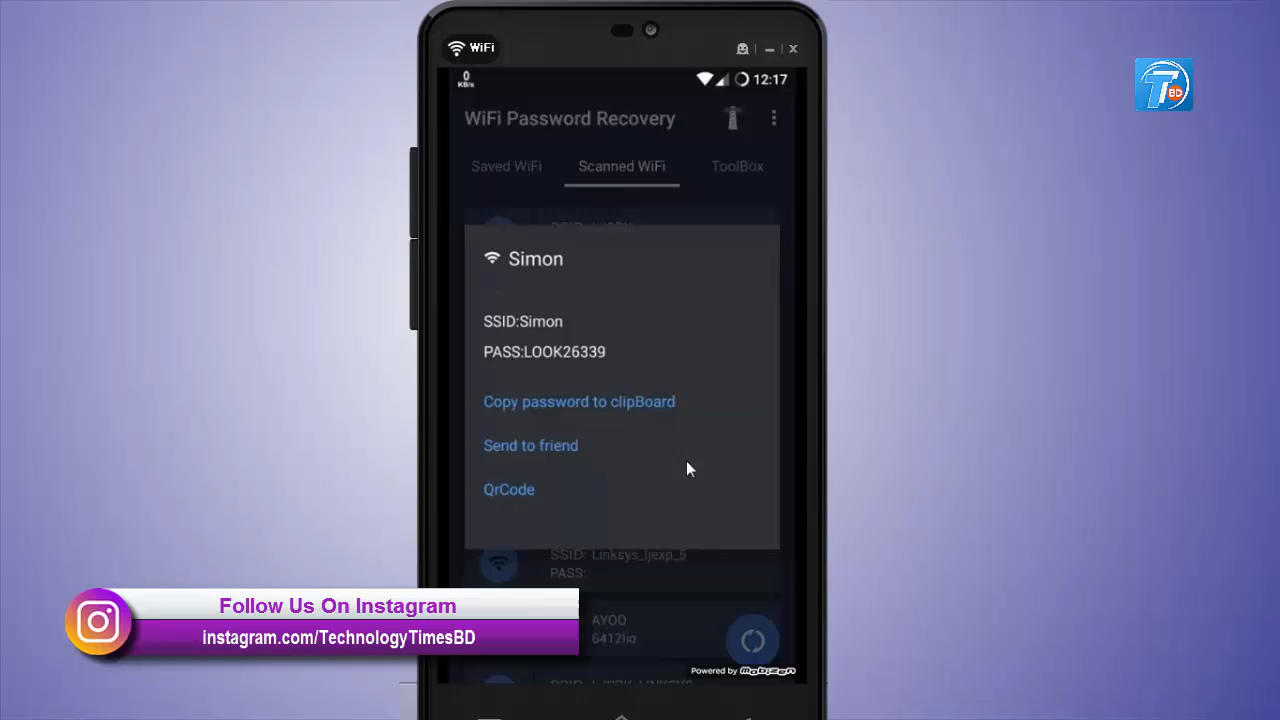 WiFi
0
KB/s
12:17
WiFi Password Recovery
Saved WiFi
Scanned WiFi
ToolBox
Simon
SSID:Simon
PASS:LOOK26339
Copy password to clipBoard
Send to friend
QrCode
SSID: Linksys_ljexp_5
PASS:
AYOO
6412lio
Powered by mobizen
Follow Us On Instagram
instagram.com/TechnologyTimesBD
BD